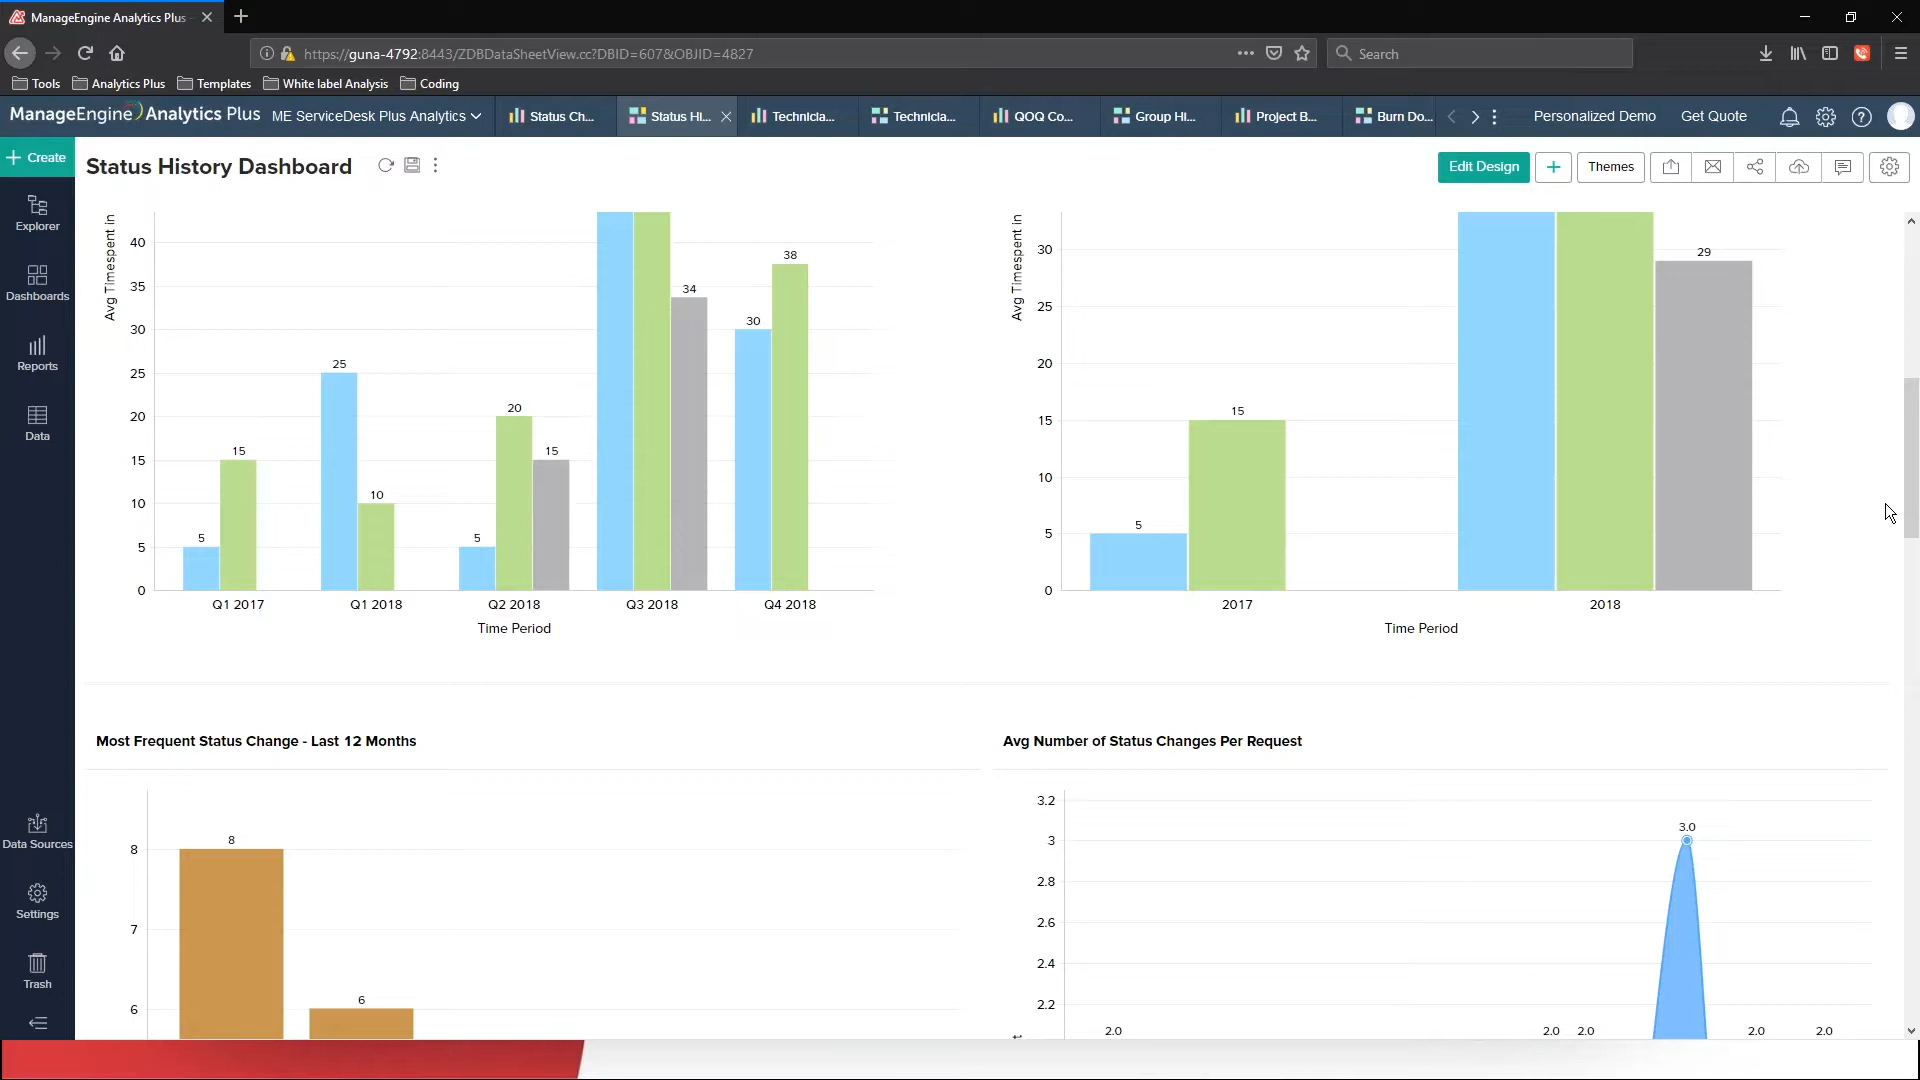 ManageEngine Analytics Plus
https://guna-4792:8443/ZDBDataSheetView.cc?DBID=607&OBJID=4827
Search
Tools Analytics Plus Templates White label Analysis Coding
ManageEngine Analytics Plus ME ServiceDesk Plus Analytics Status Ch... Status Hi... Technicia... Technicia... QOQ Co... Group Hi... Project B... Burn Do... Personalized Demo Get Quote
Create
Status History Dashboard
Edit Design
Themes
Explorer
Dashboards
Reports
Data
Data Sources
Settings
Trash
Avg Timespent in
40
35
30
25
20
15
10
5
0
5
15
25
10
5
20
15
34
30
38
Q1 2017 Q1 2018 Q2 2018 Q3 2018 Q4 2018
Time Period
Avg Timespent in
30
25
20
15
10
5
0
5
15
29
2017 2018
Time Period
Most Frequent Status Change - Last 12 Months
8
7
6
8
6
Avg Number of Status Changes Per Request
3.2
3
2.8
2.6
2.4
2.2
3.0
2.0 2.0 2.0 2.0 2.0